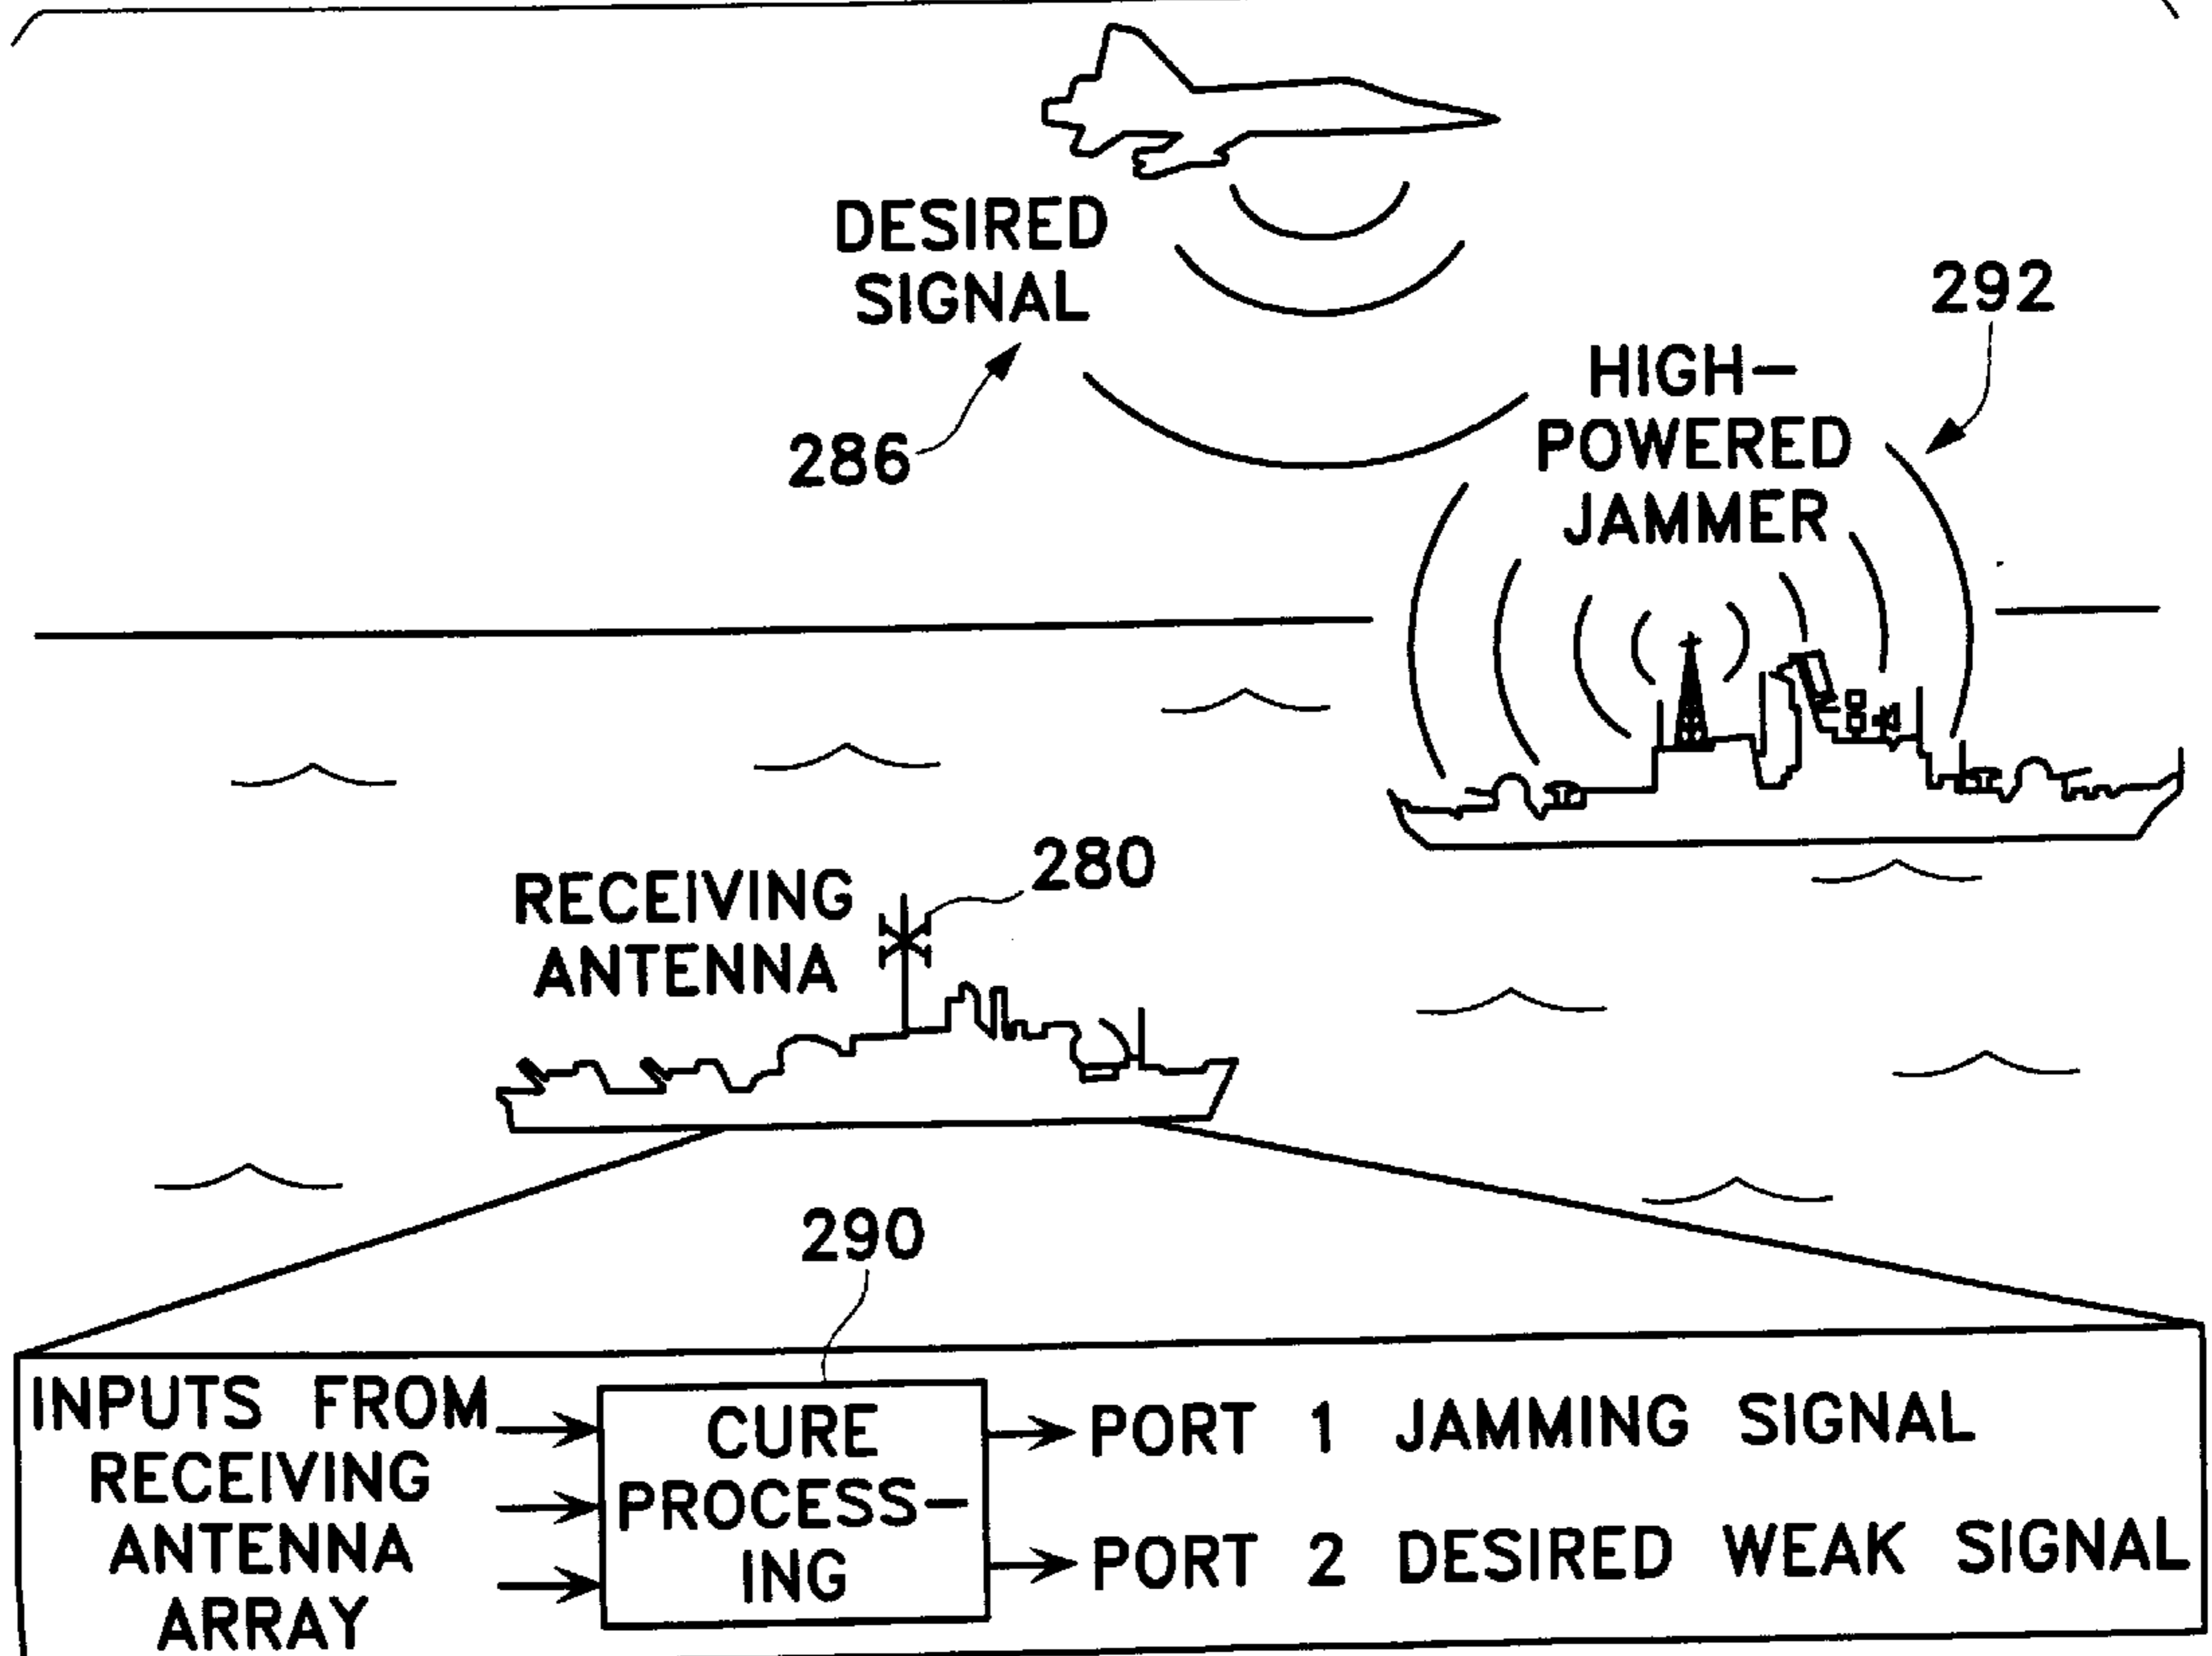 DESIRED
SIGNAL
286
292
HIGH-
POWERED
JAMMER
RECEIVING
ANTENNA
280
290
INPUTS FROM
RECEIVING
ANTENNA
ARRAY
CURE
PROCESS-
ING
PORT 1 JAMMING SIGNAL
PORT 2 DESIRED WEAK SIGNAL